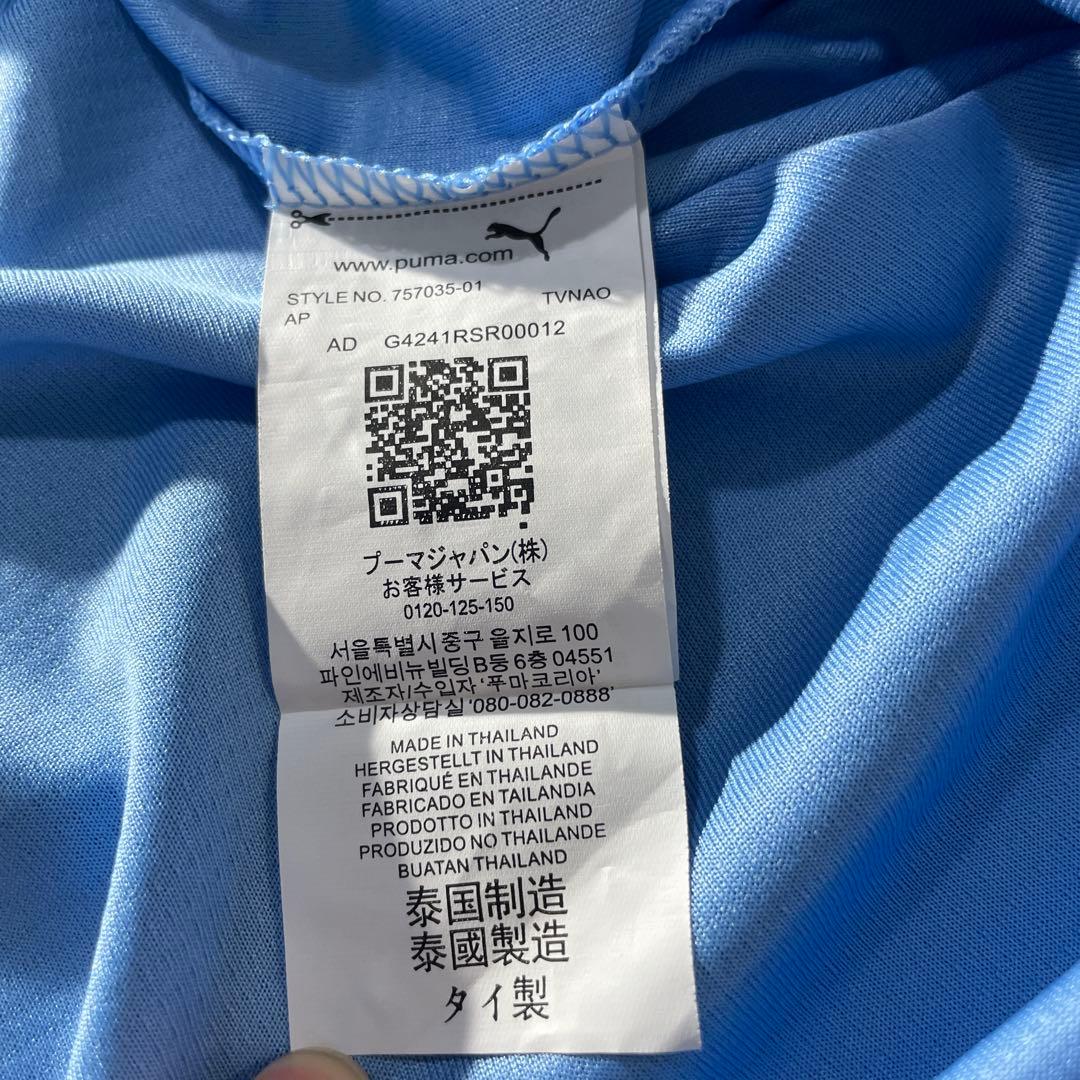 www.puma.com
STYLE NO. 757035-01 TVNAO
AP
AD G4241RSR00012
プーマジャパン(株)
お客様サービス
0120-125-150
서울특별시 중구 을지로 100
파인에비뉴빌딩 B등 6층 04551
제조자/수입자 '푸마코리아'
소비자상담실 '080-082-0888'
MADE IN THAILAND
HERGESTELLT IN THAILAND
FABRIQUÉ EN THAILANDE
FABRICADO EN TAILANDIA
PRODOTTO IN THAILAND
PRODUZIDO NO THAILANDE
BUATAN THAILAND
泰国制造
泰國製造
タイ製